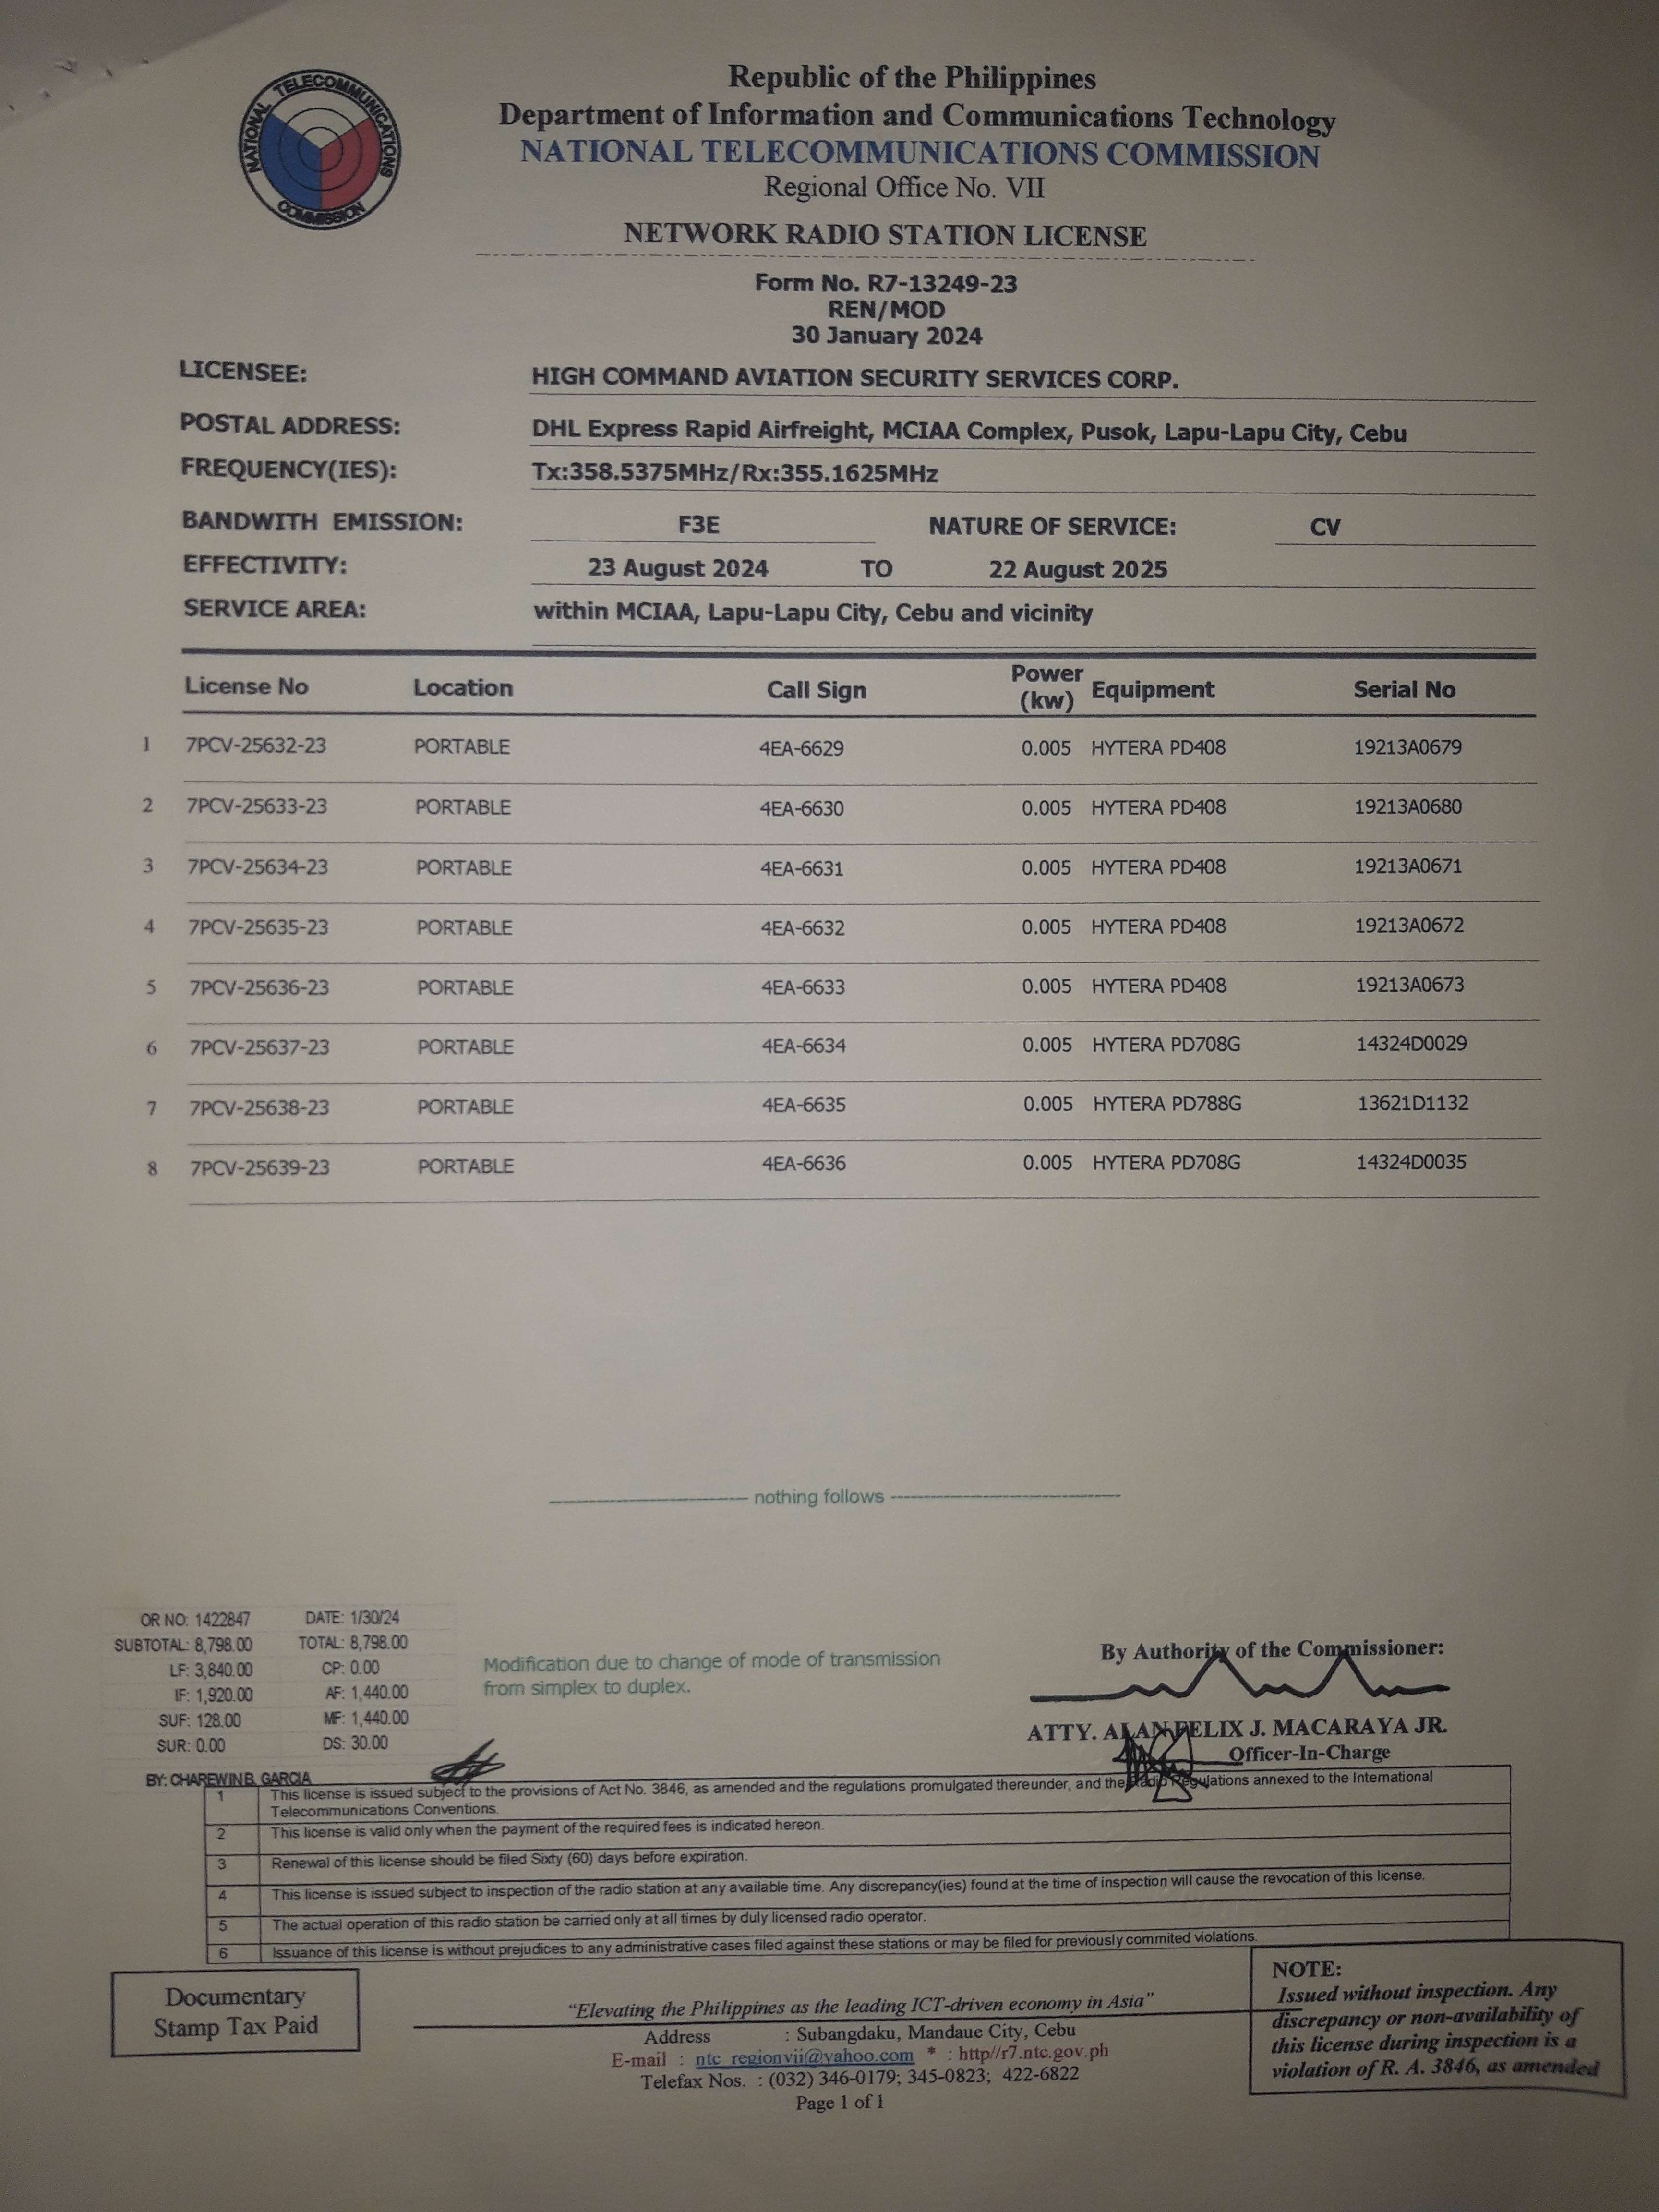 NATIONAL TELECOMMUNICATIONS COMMISSION
Republic of the Philippines
Department of Information and Communications Technology
NATIONAL TELECOMMUNICATIONS COMMISSION
Regional Office No. VII
NETWORK RADIO STATION LICENSE
Form No. R7-13249-23
REN/MOD
30 January 2024
LICENSEE: HIGH COMMAND AVIATION SECURITY SERVICES CORP.
POSTAL ADDRESS: DHL Express Rapid Airfreight, MCIAA Complex, Pusok, Lapu-Lapu City, Cebu
FREQUENCY(IES): Tx:358.5375MHz/Rx:355.1625MHz
BANDWITH EMISSION: F3E NATURE OF SERVICE: CV
EFFECTIVITY: 23 August 2024 TO 22 August 2025
SERVICE AREA: within MCIAA, Lapu-Lapu City, Cebu and vicinity
License No Location Call Sign Power (kw) Equipment Serial No
1 7PCV-25632-23 PORTABLE 4EA-6629 0.005 HYTERA PD408 19213A0679
2 7PCV-25633-23 PORTABLE 4EA-6630 0.005 HYTERA PD408 19213A0680
3 7PCV-25634-23 PORTABLE 4EA-6631 0.005 HYTERA PD408 19213A0671
4 7PCV-25635-23 PORTABLE 4EA-6632 0.005 HYTERA PD408 19213A0672
5 7PCV-25636-23 PORTABLE 4EA-6633 0.005 HYTERA PD408 19213A0673
6 7PCV-25637-23 PORTABLE 4EA-6634 0.005 HYTERA PD708G 14324D0029
7 7PCV-25638-23 PORTABLE 4EA-6635 0.005 HYTERA PD788G 13621D1132
8 7PCV-25639-23 PORTABLE 4EA-6636 0.005 HYTERA PD708G 14324D0035
nothing follows
OR NO: 1422847 DATE: 1/30/24
SUBTOTAL: 8,798.00 TOTAL: 8,798.00
LF: 3,840.00 CP: 0.00
IF: 1,920.00 AF: 1,440.00
SUF: 128.00 MF: 1,440.00
SUR: 0.00 DS: 30.00
BY: CHAREWIN B. GARCIA
Modification due to change of mode of transmission
from simplex to duplex.
By Authority of the Commissioner:
ATTY. ALAN FELIX J. MACARAYA JR.
Officer-In-Charge
1 This license is issued subject to the provisions of Act No. 3846, as amended and the regulations promulgated thereunder, and the Radio Regulations annexed to the International
Telecommunications Conventions.
2 This license is valid only when the payment of the required fees is indicated hereon.
3 Renewal of this license should be filed Sixty (60) days before expiration.
4 This license is issued subject to inspection of the radio station at any available time. Any discrepancy(ies) found at the time of inspection will cause the revocation of this license.
5 The actual operation of this radio station be carried only at all times by duly licensed radio operator.
6 Issuance of this license is without prejudices to any administrative cases filed against these stations or may be filed for previously commited violations.
Documentary
Stamp Tax Paid
“Elevating the Philippines as the leading ICT-driven economy in Asia”
Address : Subangdaku, Mandaue City, Cebu
E-mail : ntc_regionvii@yahoo.com * : http//r7.ntc.gov.ph
Telefax Nos. : (032) 346-0179; 345-0823; 422-6822
Page 1 of 1
NOTE:
Issued without inspection. Any
discrepancy or non-availability of
this license during inspection is a
violation of R. A. 3846, as amended